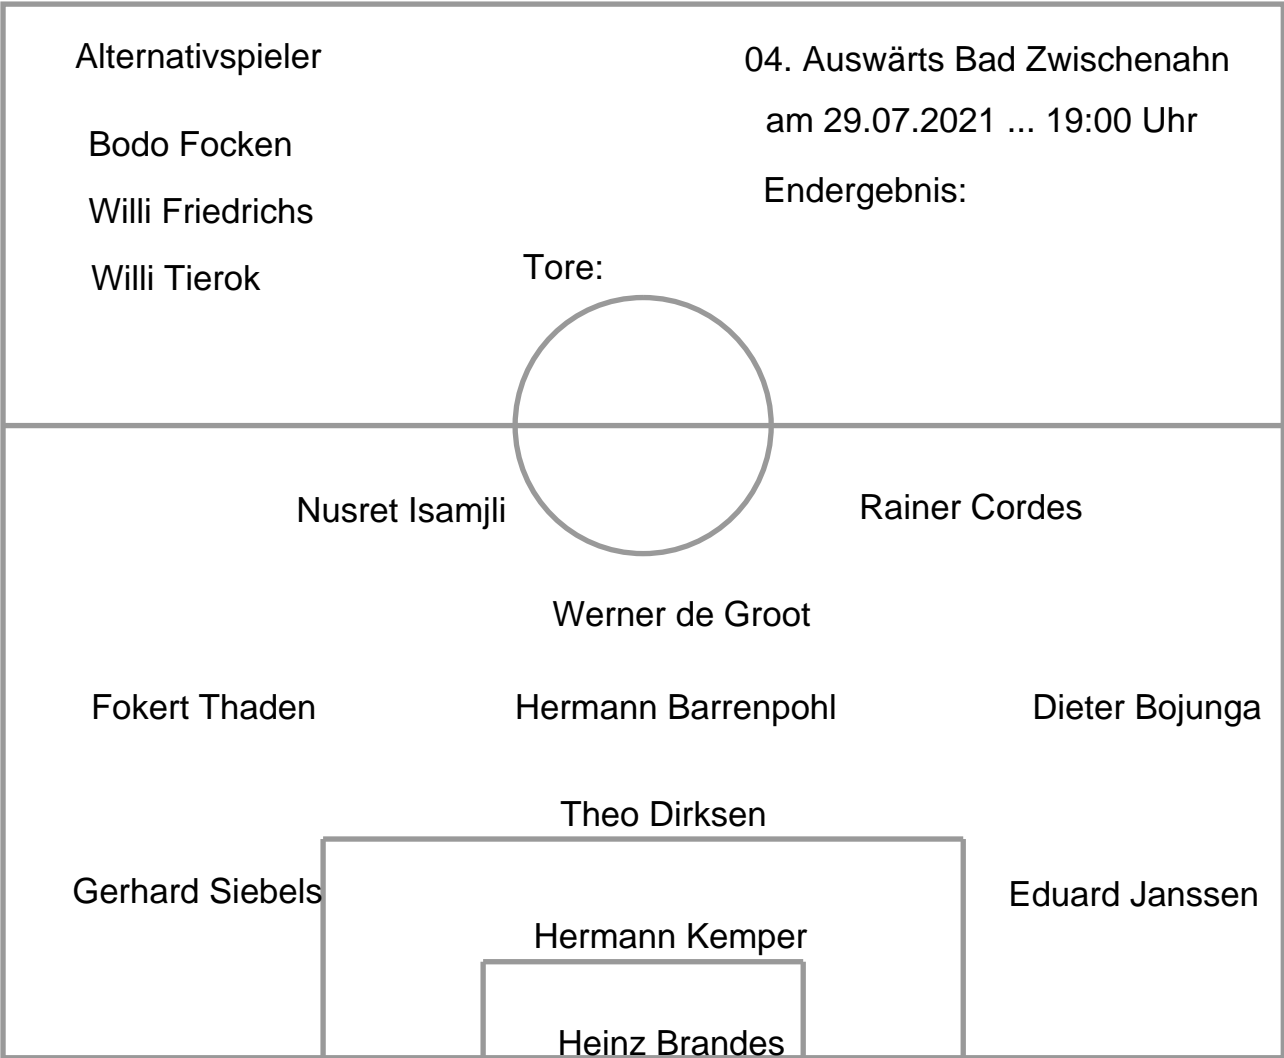 Alternativspieler
04. Auswärts Bad Zwischenahn
am 29.07.2021 ... 19:00 Uhr
Bodo Focken
Endergebnis:
Willi Friedrichs
Willi Tierok
Tore:
Nusret Isamjli
Rainer Cordes
Werner de Groot
Fokert Thaden
Hermann Barrenpohl
Dieter Bojunga
Theo Dirksen
Gerhard Siebels
Eduard Janssen
Hermann Kemper
Heinz Brandes